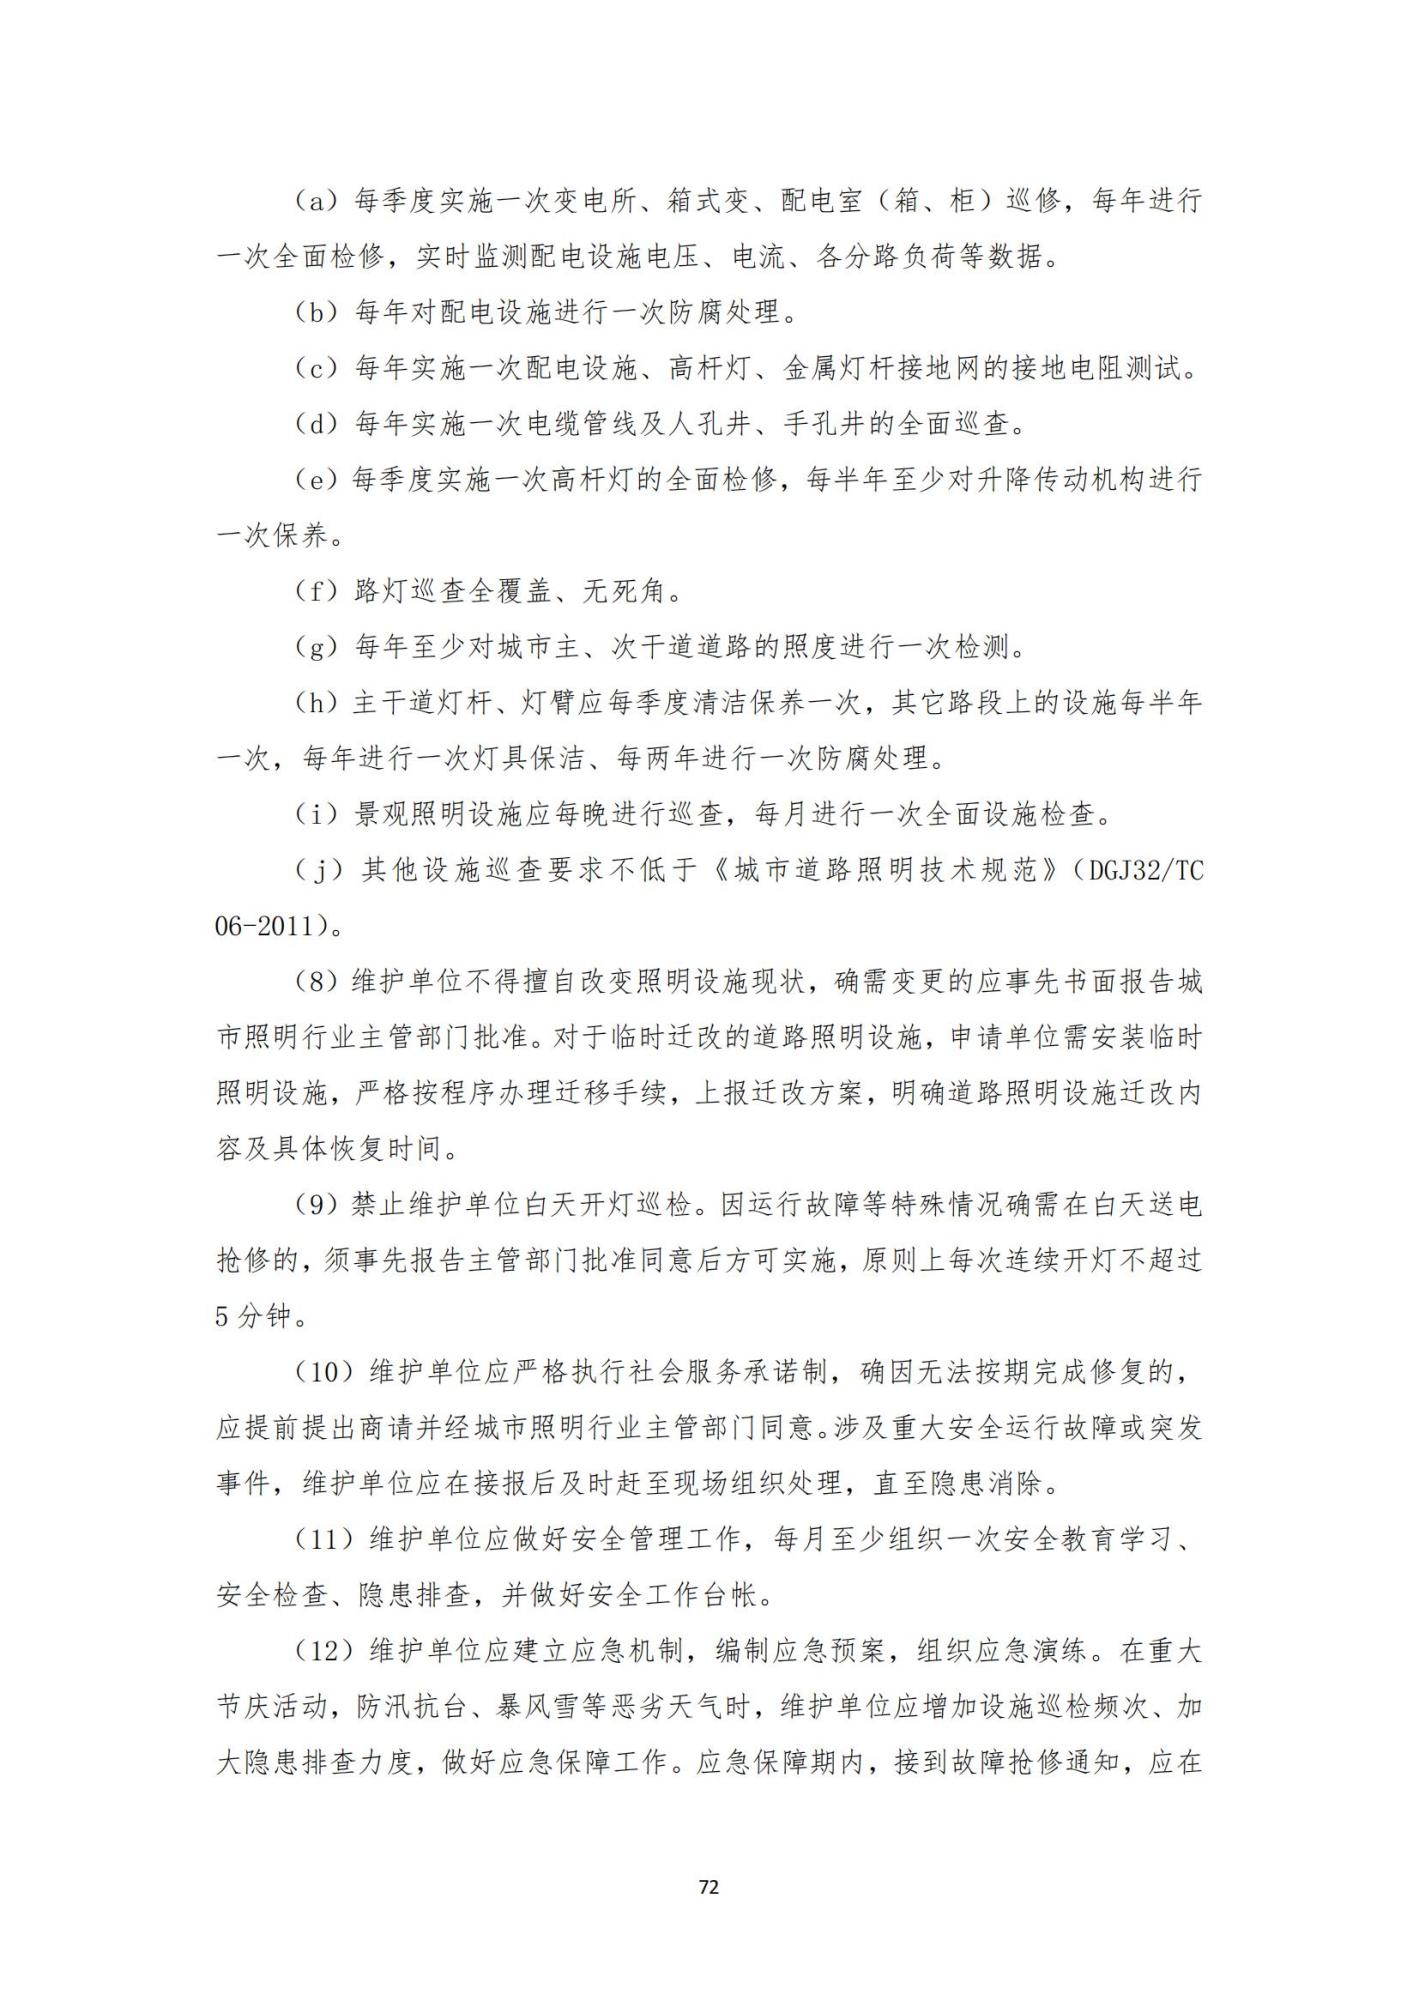 （a）每季度实施一次变电所、箱式变、配电室（箱、柜）巡修，每年进行
一次全面检修，实时监测配电设施电压、电流、各分路负荷等数据。
（b）每年对配电设施进行一次防腐处理。
（c）每年实施一次配电设施、高杆灯、金属灯杆接地网的接地电阻测试。
（d）每年实施一次电缆管线及人孔井、手孔井的全面巡查。
（e）每季度实施一次高杆灯的全面检修，每半年至少对升降传动机构进行
一次保养。
（f）路灯巡查全覆盖、无死角。
（g）每年至少对城市主、次干道道路的照度进行一次检测。
（h）主干道灯杆、灯臂应每季度清洁保养一次，其它路段上的设施每半年
一次，每年进行一次灯具保洁、每两年进行一次防腐处理。
（i）景观照明设施应每晚进行巡查，每月进行一次全面设施检查。
（j）其他设施巡查要求不低于《城市道路照明技术规范》（DGJ32/TC
06-2011）。
（8）维护单位不得擅自改变照明设施现状，确需变更的应事先书面报告城
市照明行业主管部门批准。对于临时迁改的道路照明设施，申请单位需安装临时
照明设施，严格按程序办理迁移手续，上报迁改方案，明确道路照明设施迁改内
容及具体恢复时间。
（9）禁止维护单位白天开灯巡检。因运行故障等特殊情况确需在白天送电
抢修的，须事先报告主管部门批准同意后方可实施，原则上每次连续开灯不超过
5 分钟。
（10）维护单位应严格执行社会服务承诺制，确因无法按期完成修复的，
应提前提出商请并经城市照明行业主管部门同意。涉及重大安全运行故障或突发
事件，维护单位应在接报后及时赶至现场组织处理，直至隐患消除。
（11）维护单位应做好安全管理工作，每月至少组织一次安全教育学习、
安全检查、隐患排查，并做好安全工作台帐。
（12）维护单位应建立应急机制，编制应急预案，组织应急演练。在重大
节庆活动，防汛抗台、暴风雪等恶劣天气时，维护单位应增加设施巡检频次、加
大隐患排查力度，做好应急保障工作。应急保障期内，接到故障抢修通知，应在
72